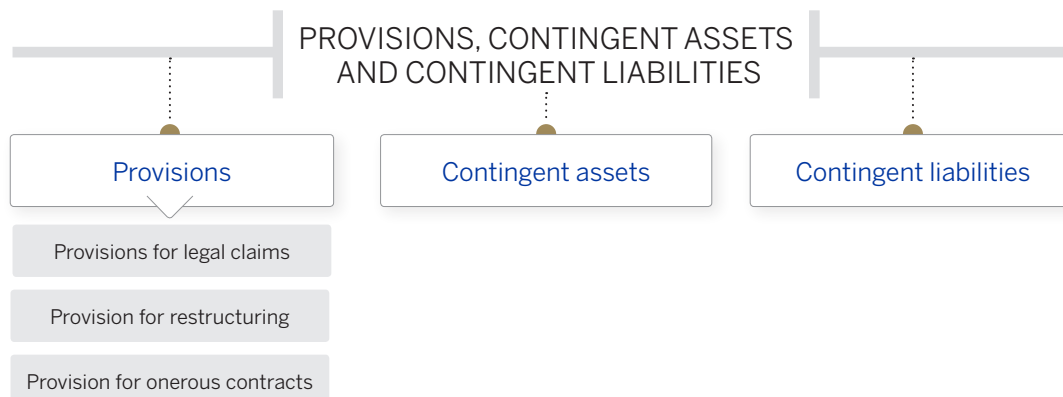 PROVISIONS, CONTINGENT ASSETS
AND CONTINGENT LIABILITIES
Provisions
Contingent assets
Contingent liabilities
Provisions for legal claims
Provision for restructuring
Provision for onerous contracts